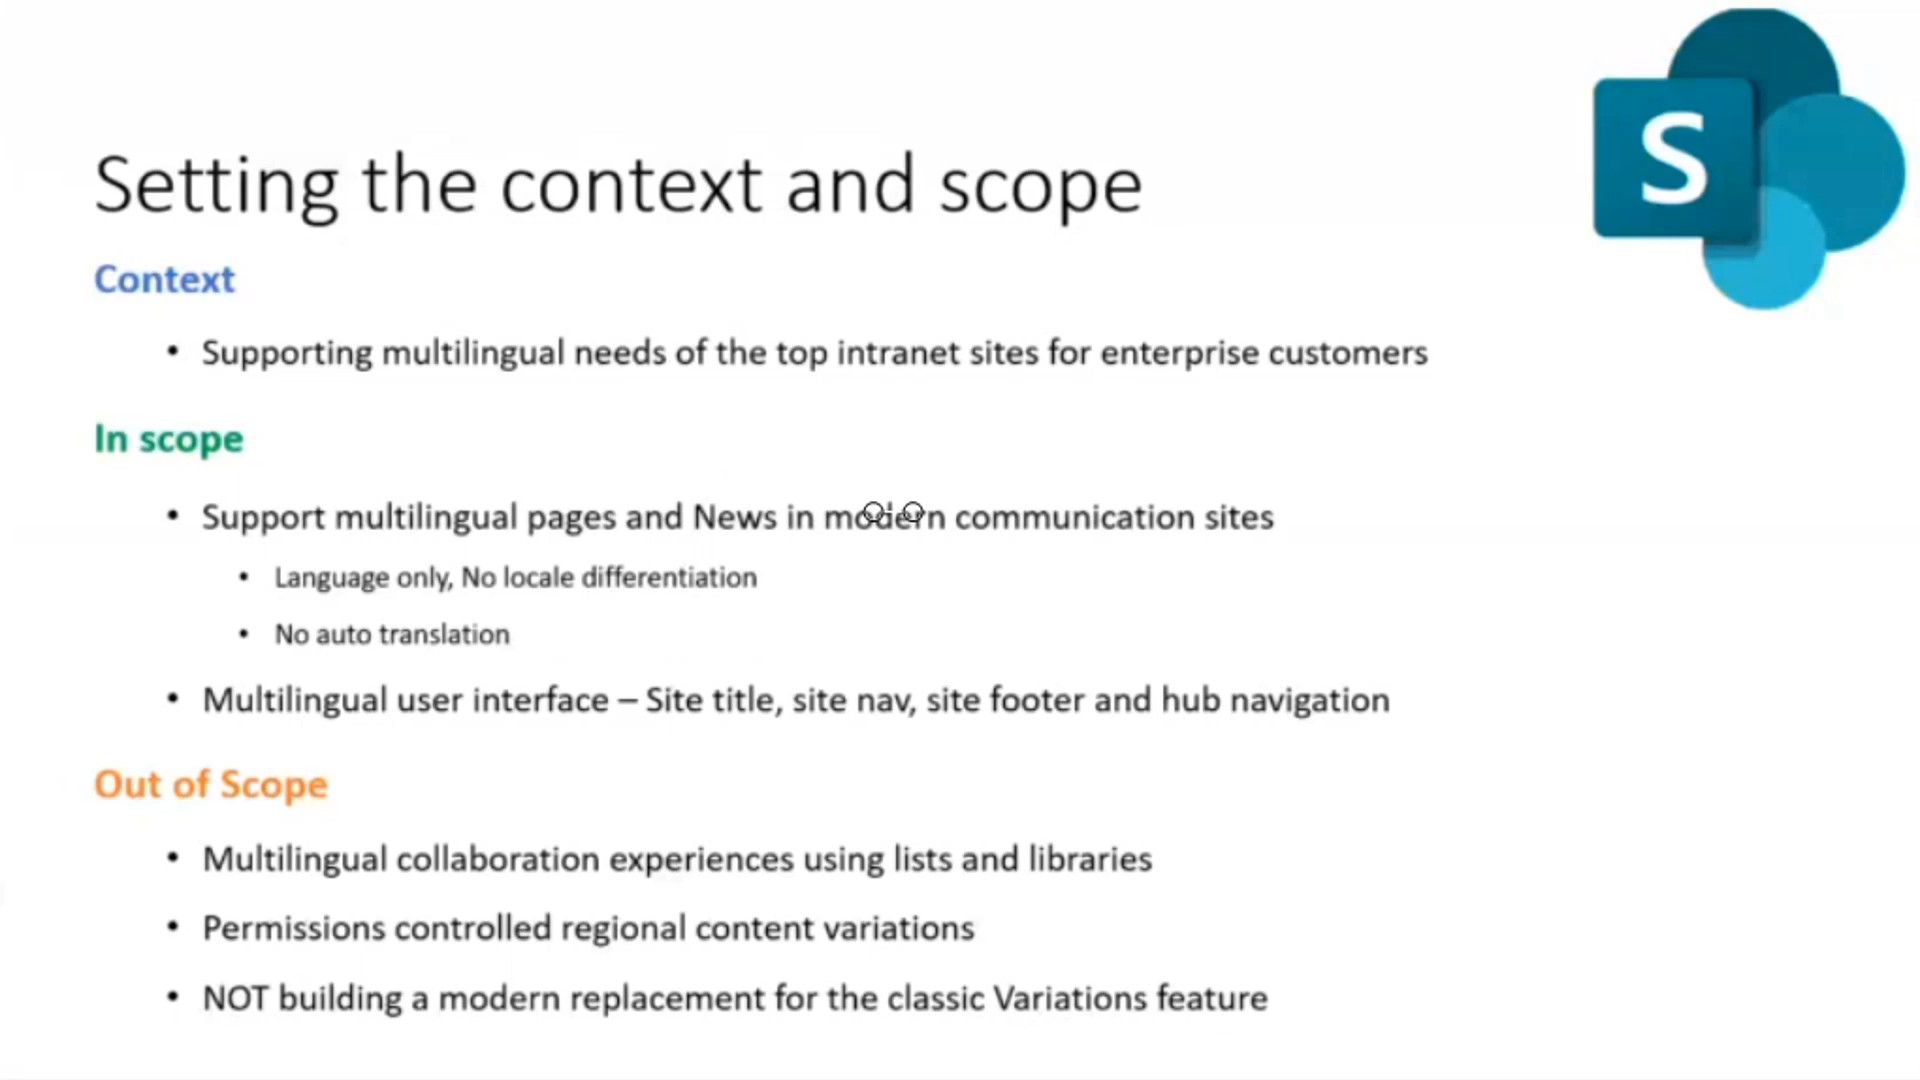 S
Setting the context and scope
Context
• Supporting multilingual needs of the top intranet sites for enterprise customers
In scope
• Support multilingual pages and News in modern communication sites
• Language only, No locale differentiation
• No auto translation
• Multilingual user interface – Site title, site nav, site footer and hub navigation
Out of Scope
• Multilingual collaboration experiences using lists and libraries
• Permissions controlled regional content variations
• NOT building a modern replacement for the classic Variations feature